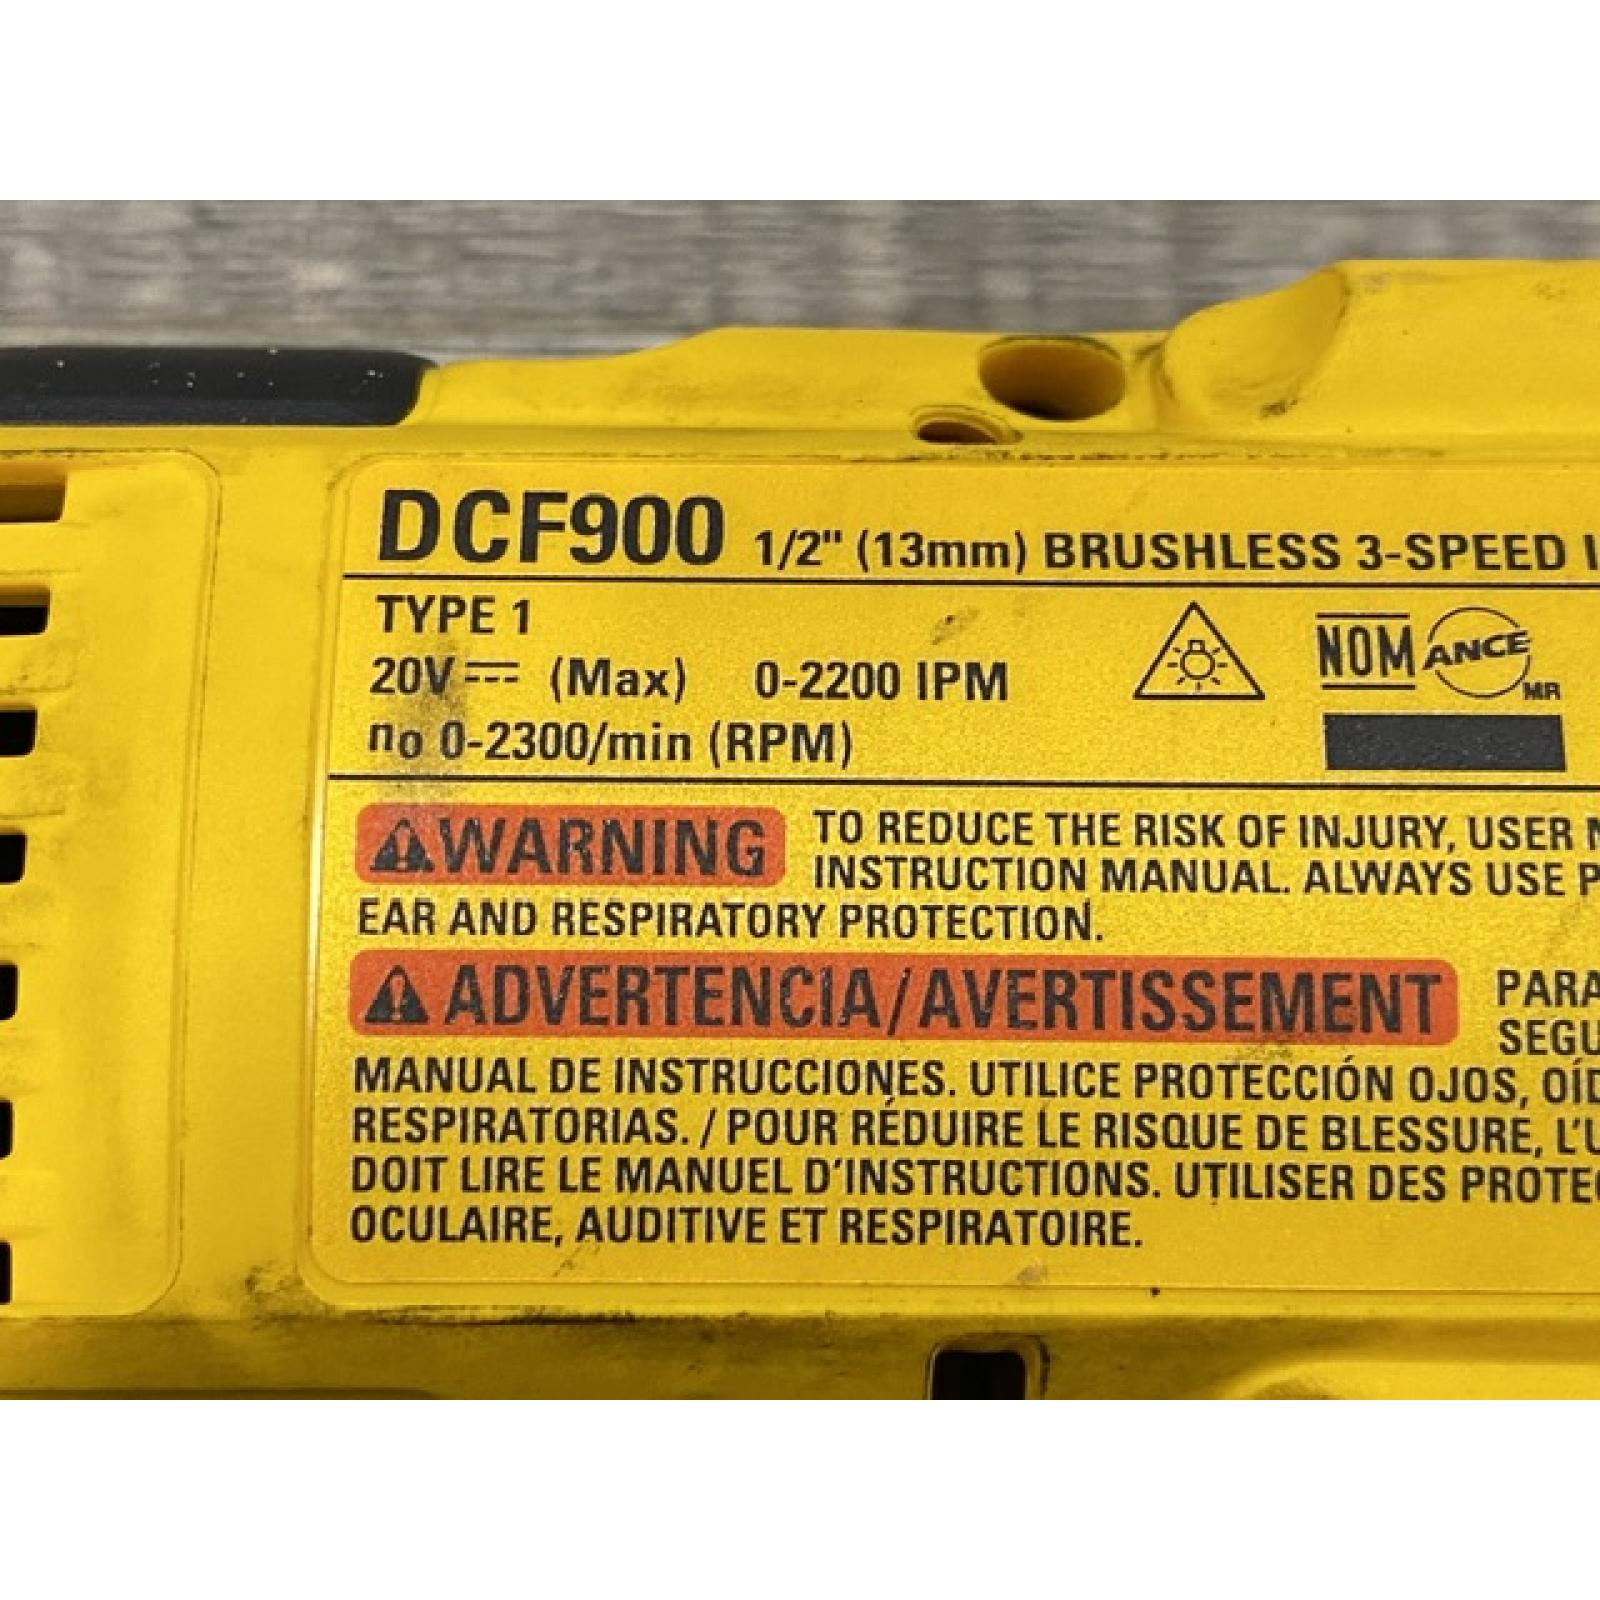 DCF900 1/2" (13mm) BRUSHLESS 3-SPEED
TYPE 1
20V ⎓ (Max) 0-2200 IPM
no 0-2300/min (RPM)
NOM ANCE MR
WARNING TO REDUCE THE RISK OF INJURY, USER
INSTRUCTION MANUAL. ALWAYS USE
EAR AND RESPIRATORY PROTECTION.
ADVERTENCIA/AVERTISSEMENT PARA
SEGU
MANUAL DE INSTRUCCIONES. UTILICE PROTECCIÓN OJOS, OÍD
RESPIRATORIAS. / POUR RÉDUIRE LE RISQUE DE BLESSURE, L'U
DOIT LIRE LE MANUEL D'INSTRUCTIONS. UTILISER DES PROTEC
OCULAIRE, AUDITIVE ET RESPIRATOIRE.